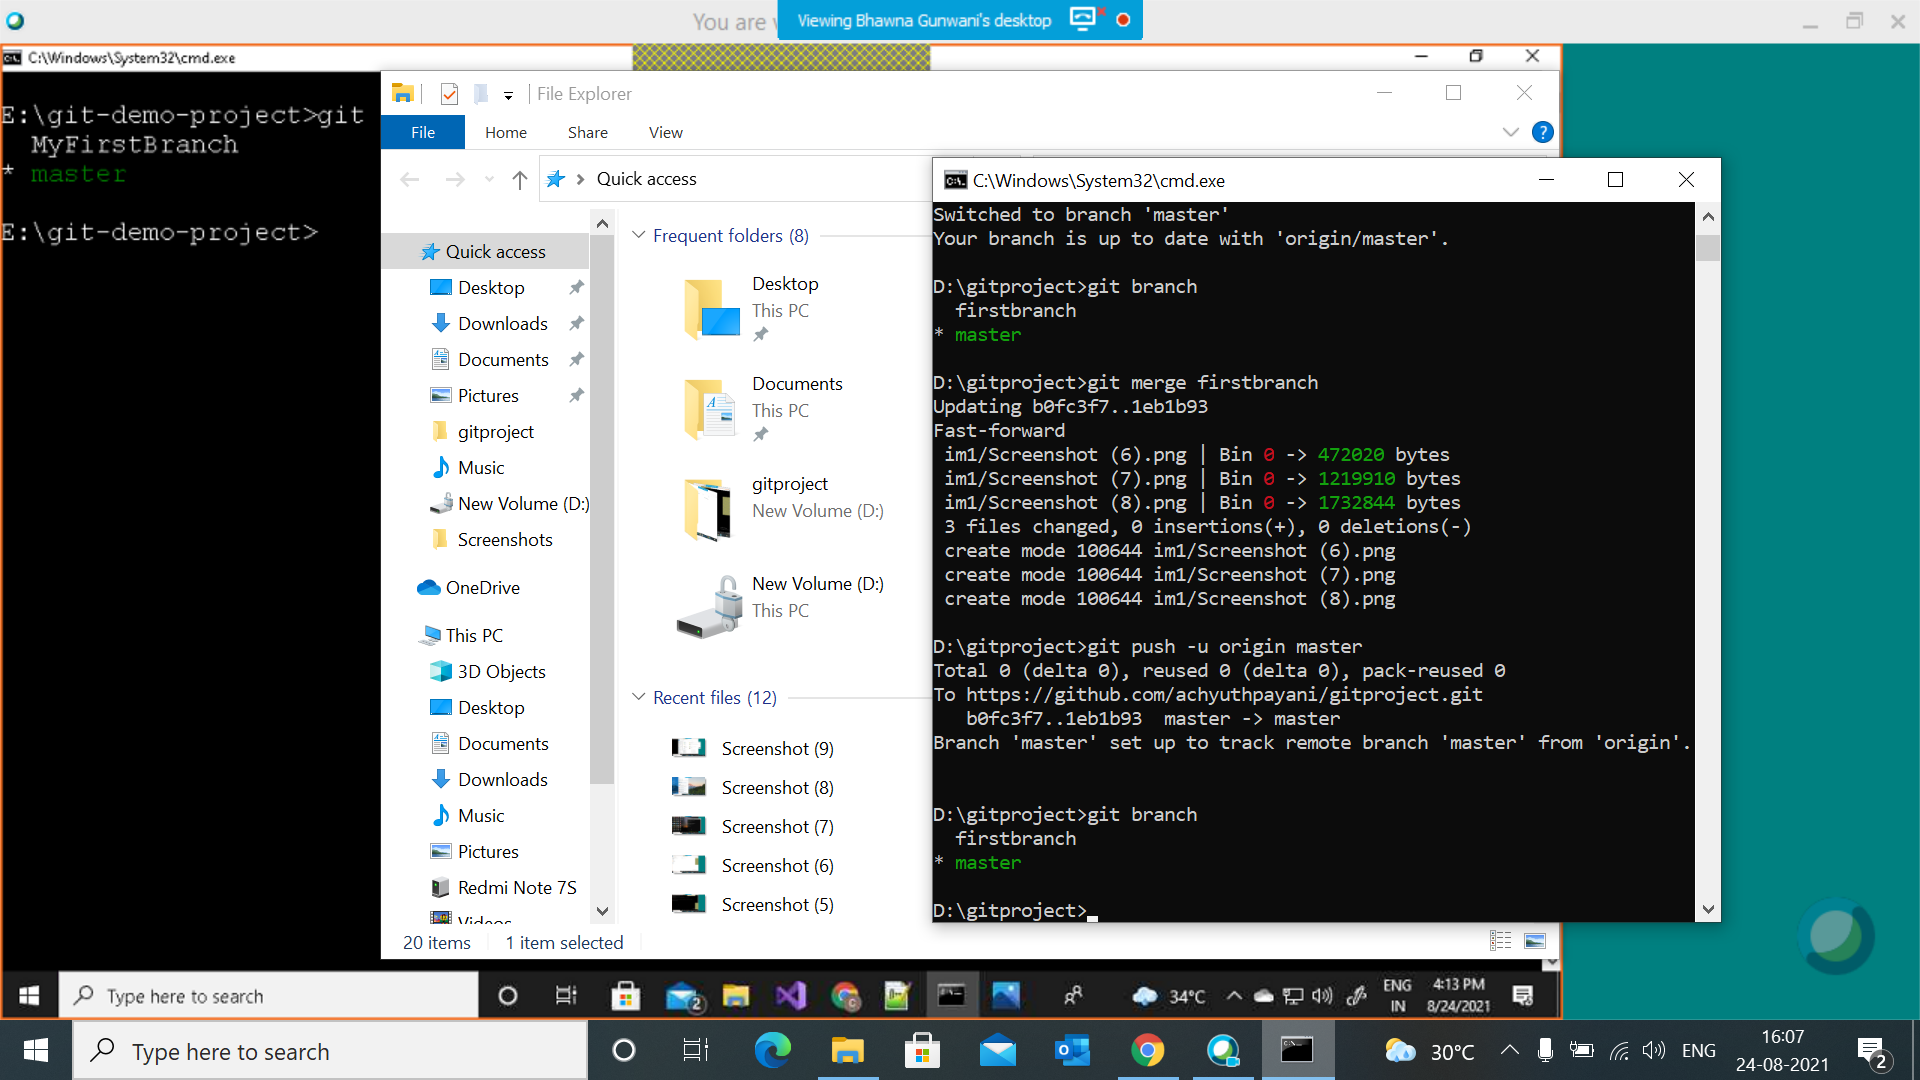 You are v
Viewing Bhawna Gunwani's desktop
C:\Windows\System32\cmd.exe
E:\git-demo-project>git
MyFirstBranch
* master
E:\git-demo-project>
File Explorer
File
Home
Share
View
Quick access
Quick access
Desktop
Downloads
Documents
Pictures
gitproject
Music
New Volume (D:)
Screenshots
OneDrive
This PC
3D Objects
Desktop
Documents
Downloads
Music
Pictures
Redmi Note 7S
Videos
Frequent folders (8)
Desktop
This PC
Documents
This PC
gitproject
New Volume (D:)
New Volume (D:)
This PC
Recent files (12)
Screenshot (9)
Screenshot (8)
Screenshot (7)
Screenshot (6)
Screenshot (5)
20 items
1 item selected
C:\Windows\System32\cmd.exe
Switched to branch 'master'
Your branch is up to date with 'origin/master'.
D:\gitproject>git branch
firstbranch
* master
D:\gitproject>git merge firstbranch
Updating b0fc3f7..1eb1b93
Fast-forward
im1/Screenshot (6).png | Bin 0 -> 472020 bytes
im1/Screenshot (7).png | Bin 0 -> 1219910 bytes
im1/Screenshot (8).png | Bin 0 -> 1732844 bytes
3 files changed, 0 insertions(+), 0 deletions(-)
create mode 100644 im1/Screenshot (6).png
create mode 100644 im1/Screenshot (7).png
create mode 100644 im1/Screenshot (8).png
D:\gitproject>git push -u origin master
Total 0 (delta 0), reused 0 (delta 0), pack-reused 0
To https://github.com/achyuthpayani/gitproject.git
b0fc3f7..1eb1b93  master -> master
Branch 'master' set up to track remote branch 'master' from 'origin'.
D:\gitproject>git branch
firstbranch
* master
D:\gitproject>
Type here to search
2
34°C
ENG
IN
4:13 PM
8/24/2021
Type here to search
30°C
ENG
16:07
24-08-2021
2